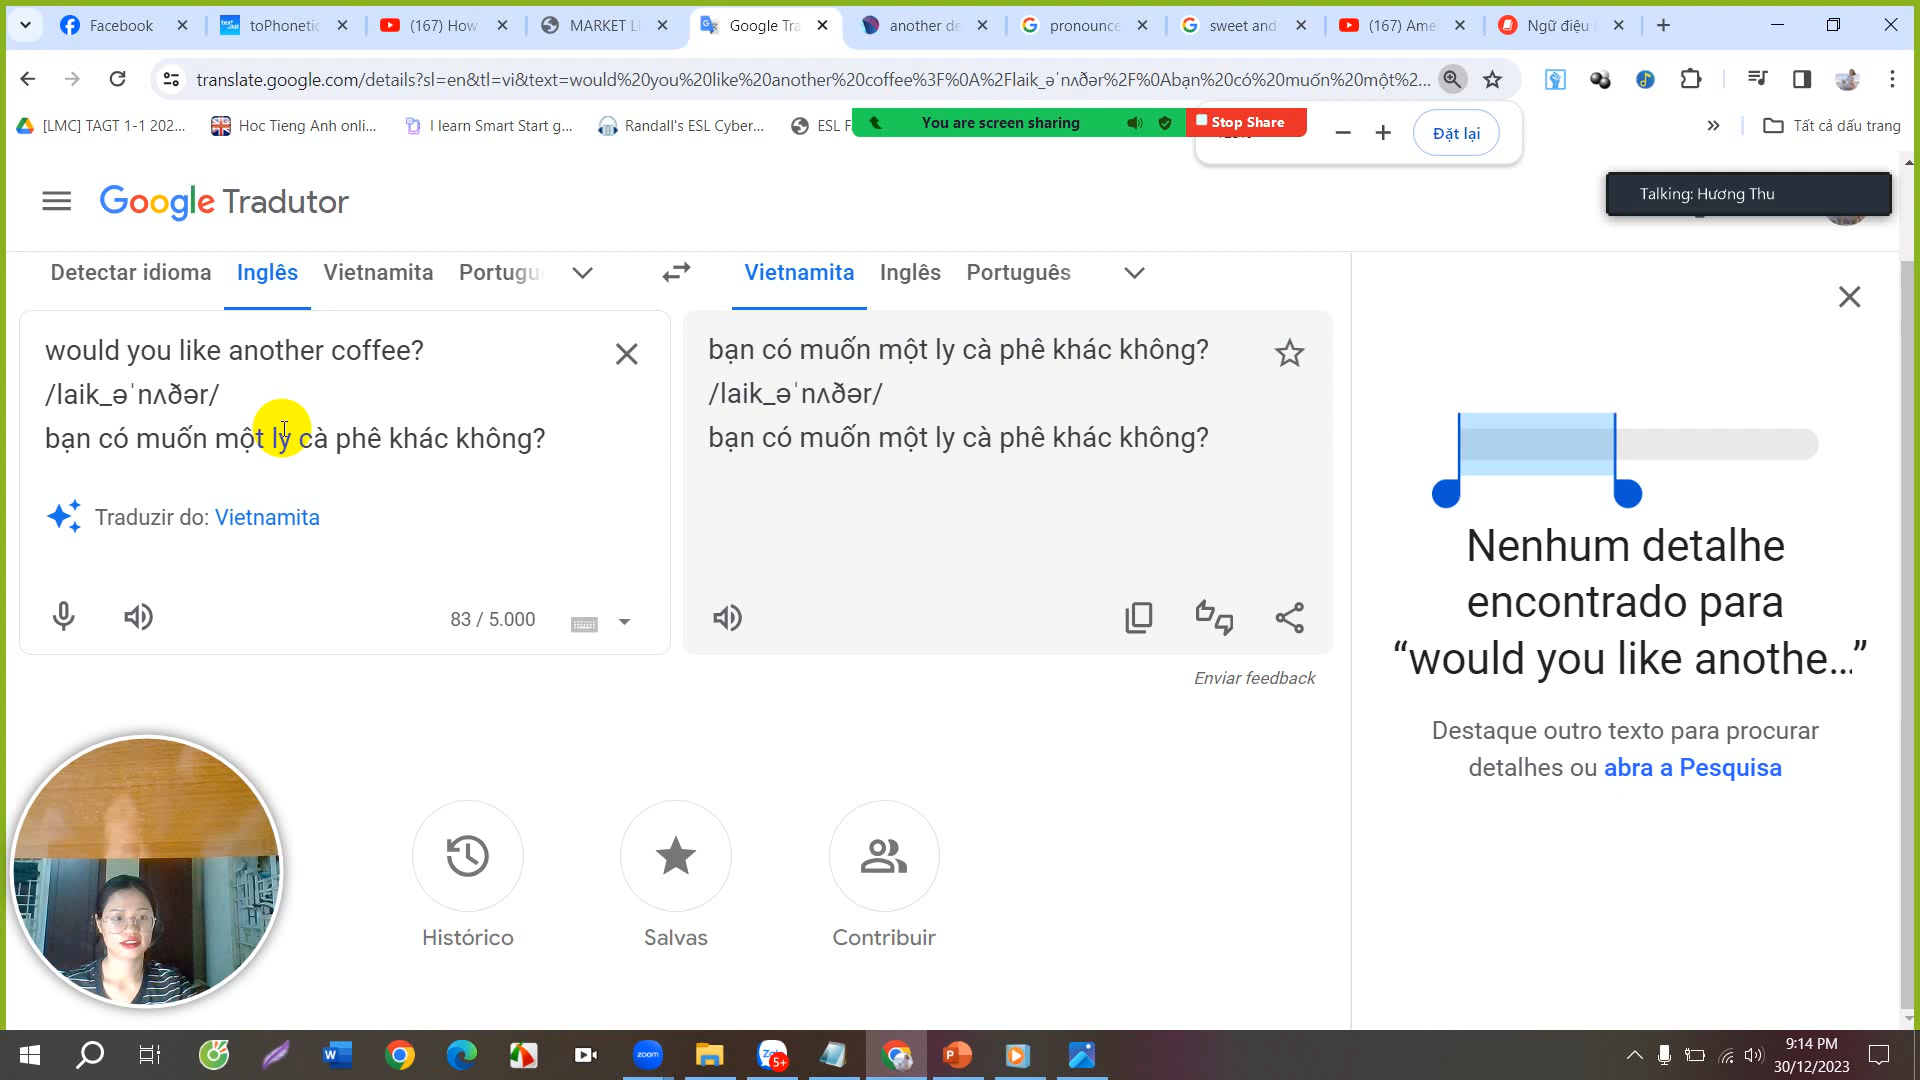 Facebook
toPhonetic
(167) How
MARKET LI
Google Tra
another de
pronounce
sweet and
(167) Ame
Ngữ điệu
translate.google.com/details?sl=en&tl=vi&text=would%20you%20like%20another%20coffee%3F%0A%2Flaik_ə'nʌðər%2F%0Abạn%20có%20muốn%20một%2...
[LMC] TAGT 1-1 202...
Hoc Tieng Anh onli...
I learn Smart Start g...
Randall's ESL Cyber...
ESL F
You are screen sharing
Stop Share
Đặt lại
Tất cả dấu trang
Google Tradutor
Talking: Hương Thu
Detectar idioma
Inglês
Vietnamita
Portugu
Vietnamita
Inglês
Português
would you like another coffee?
/laik_əˈnʌðər/
bạn có muốn một ly cà phê khác không?
Traduzir do: Vietnamita
83 / 5.000
bạn có muốn một ly cà phê khác không?
/laik_əˈnʌðər/
bạn có muốn một ly cà phê khác không?
Enviar feedback
Nenhum detalhe
encontrado para
“would you like anothe...”
Destaque outro texto para procurar
detalhes ou abra a Pesquisa
Histórico
Salvas
Contribuir
zoom
5+
9:14 PM
30/12/2023